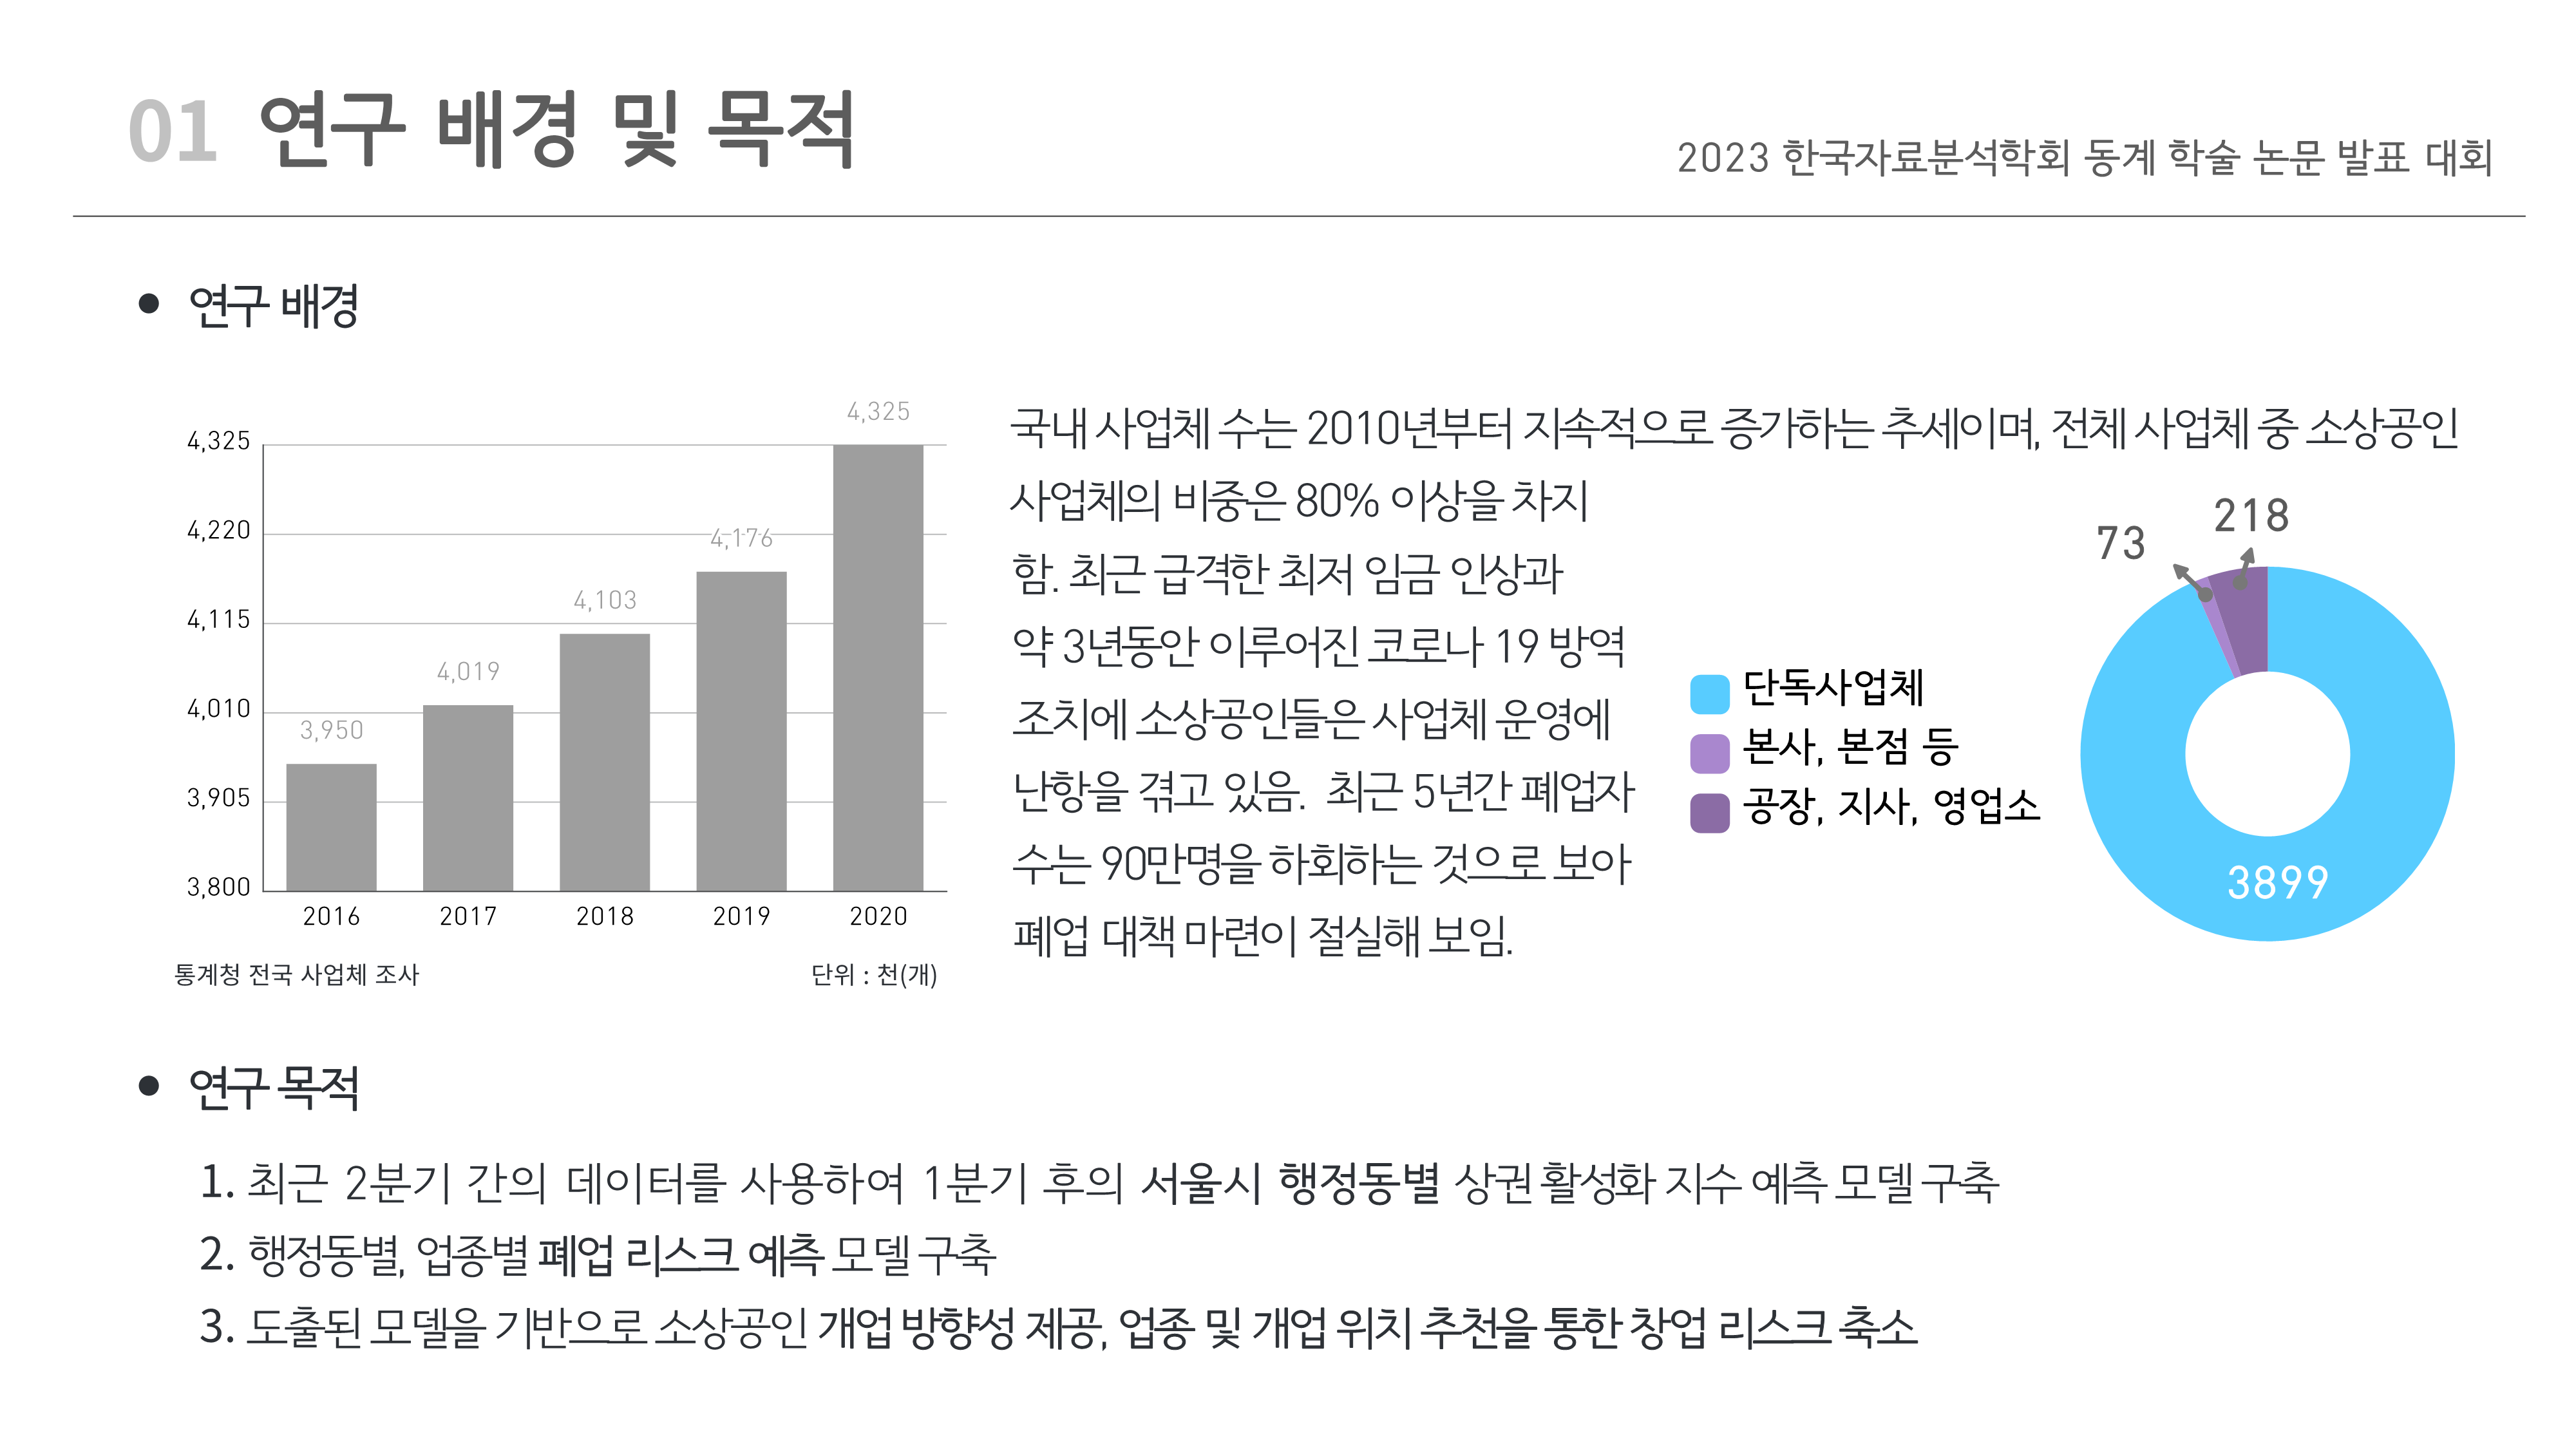 01 연구 배경 및 목적
2023 한국자료분석학회 동계 학술 논문 발표 대회
● 연구 배경
4,325
4,220
4,115
4,010
3,905
3,800
3,950
4,019
4,103
4,176
4,325
2016 2017 2018 2019 2020
통계청 전국 사업체 조사
단위 : 천(개)
국내 사업체 수는 2010년부터 지속적으로 증가하는 추세이며, 전체 사업체 중 소상공인
사업체의 비중은 80% 이상을 차지
함. 최근 급격한 최저 임금 인상과
약 3년동안 이루어진 코로나 19 방역
조치에 소상공인들은 사업체 운영에
난항을 겪고 있음. 최근 5년간 폐업자
수는 90만명을 하회하는 것으로 보아
폐업 대책 마련이 절실해 보임.
단독사업체
본사, 본점 등
공장, 지사, 영업소
73
218
3899
● 연구 목적
1. 최근 2분기 간의 데이터를 사용하여 1분기 후의 서울시 행정동별 상권 활성화 지수 예측 모델 구축
2. 행정동별, 업종별 폐업 리스크 예측 모델 구축
3. 도출된 모델을 기반으로 소상공인 개업 방향성 제공, 업종 및 개업 위치 추천을 통한 창업 리스크 축소